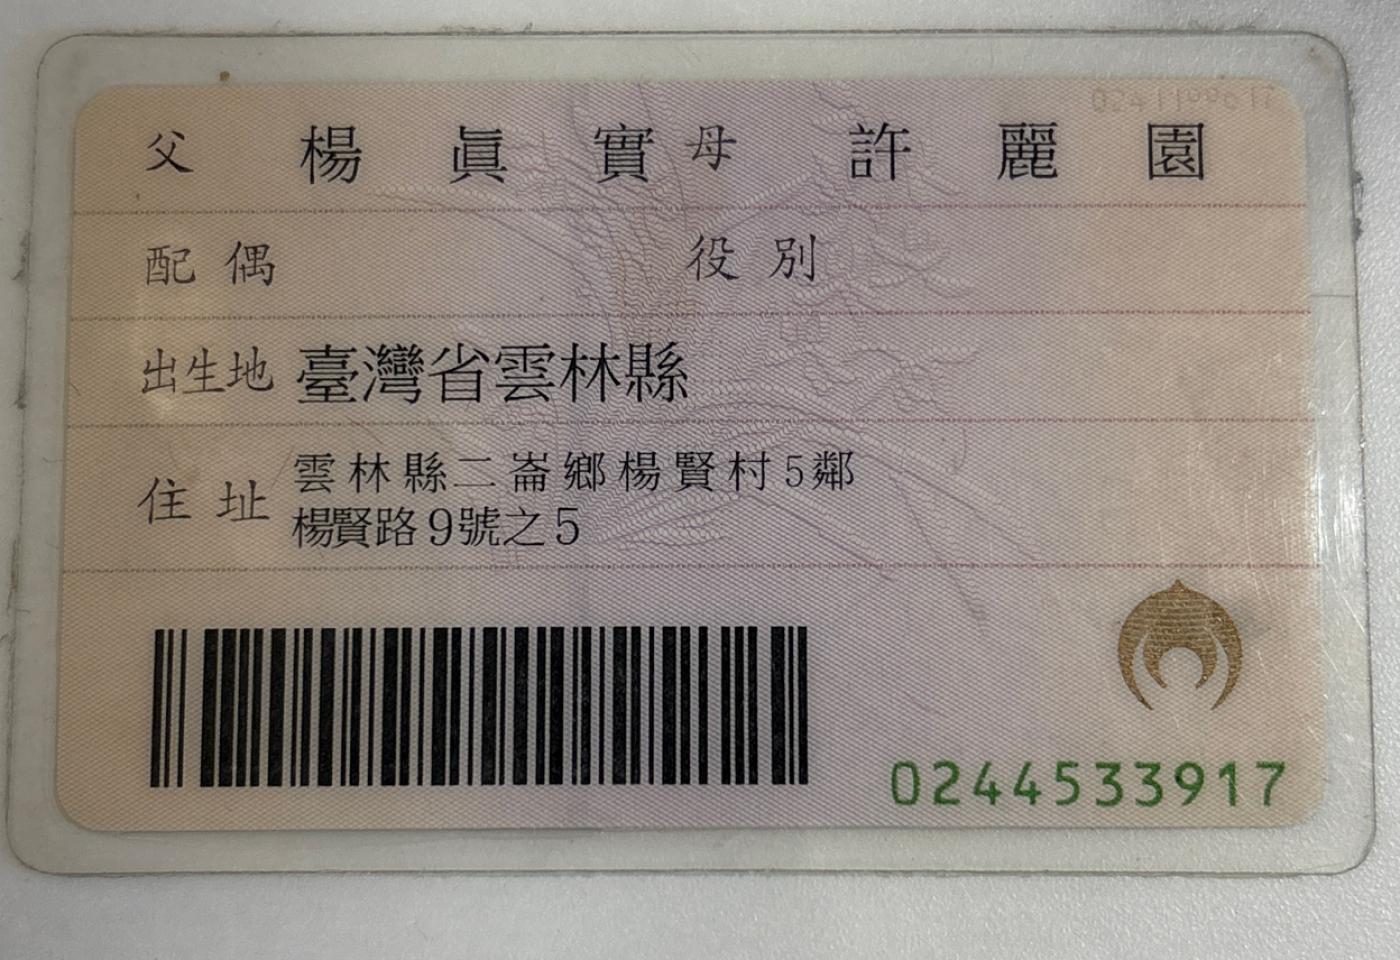 父 楊眞實 母 許麗園
配偶 役別
出生地 臺灣省雲林縣
住址 雲林縣二崙鄉楊賢村5鄰
楊賢路9號之5
0244533917